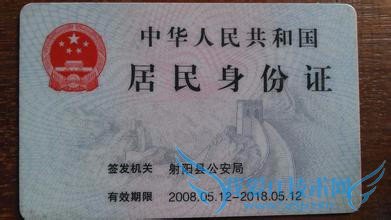 中华人民共和国
居民身份证
签发机关 射阳县公安局
有效期限 2008.05.12-2018.05.12